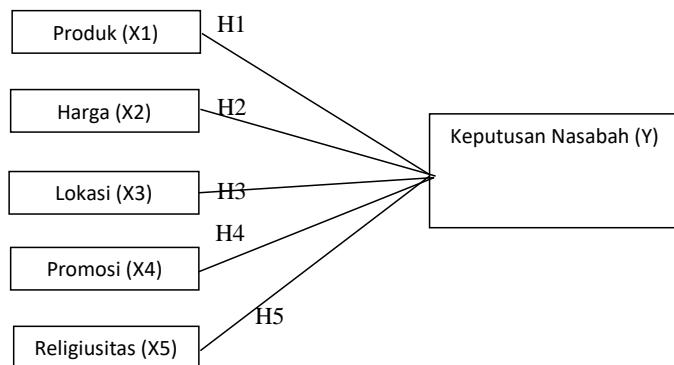 Produk (X1)
H1
Harga (X2)
H2
Keputusan Nasabah (Y)
Lokasi (X3)
H3
H4
Promosi (X4)
H5
Religiusitas (X5)